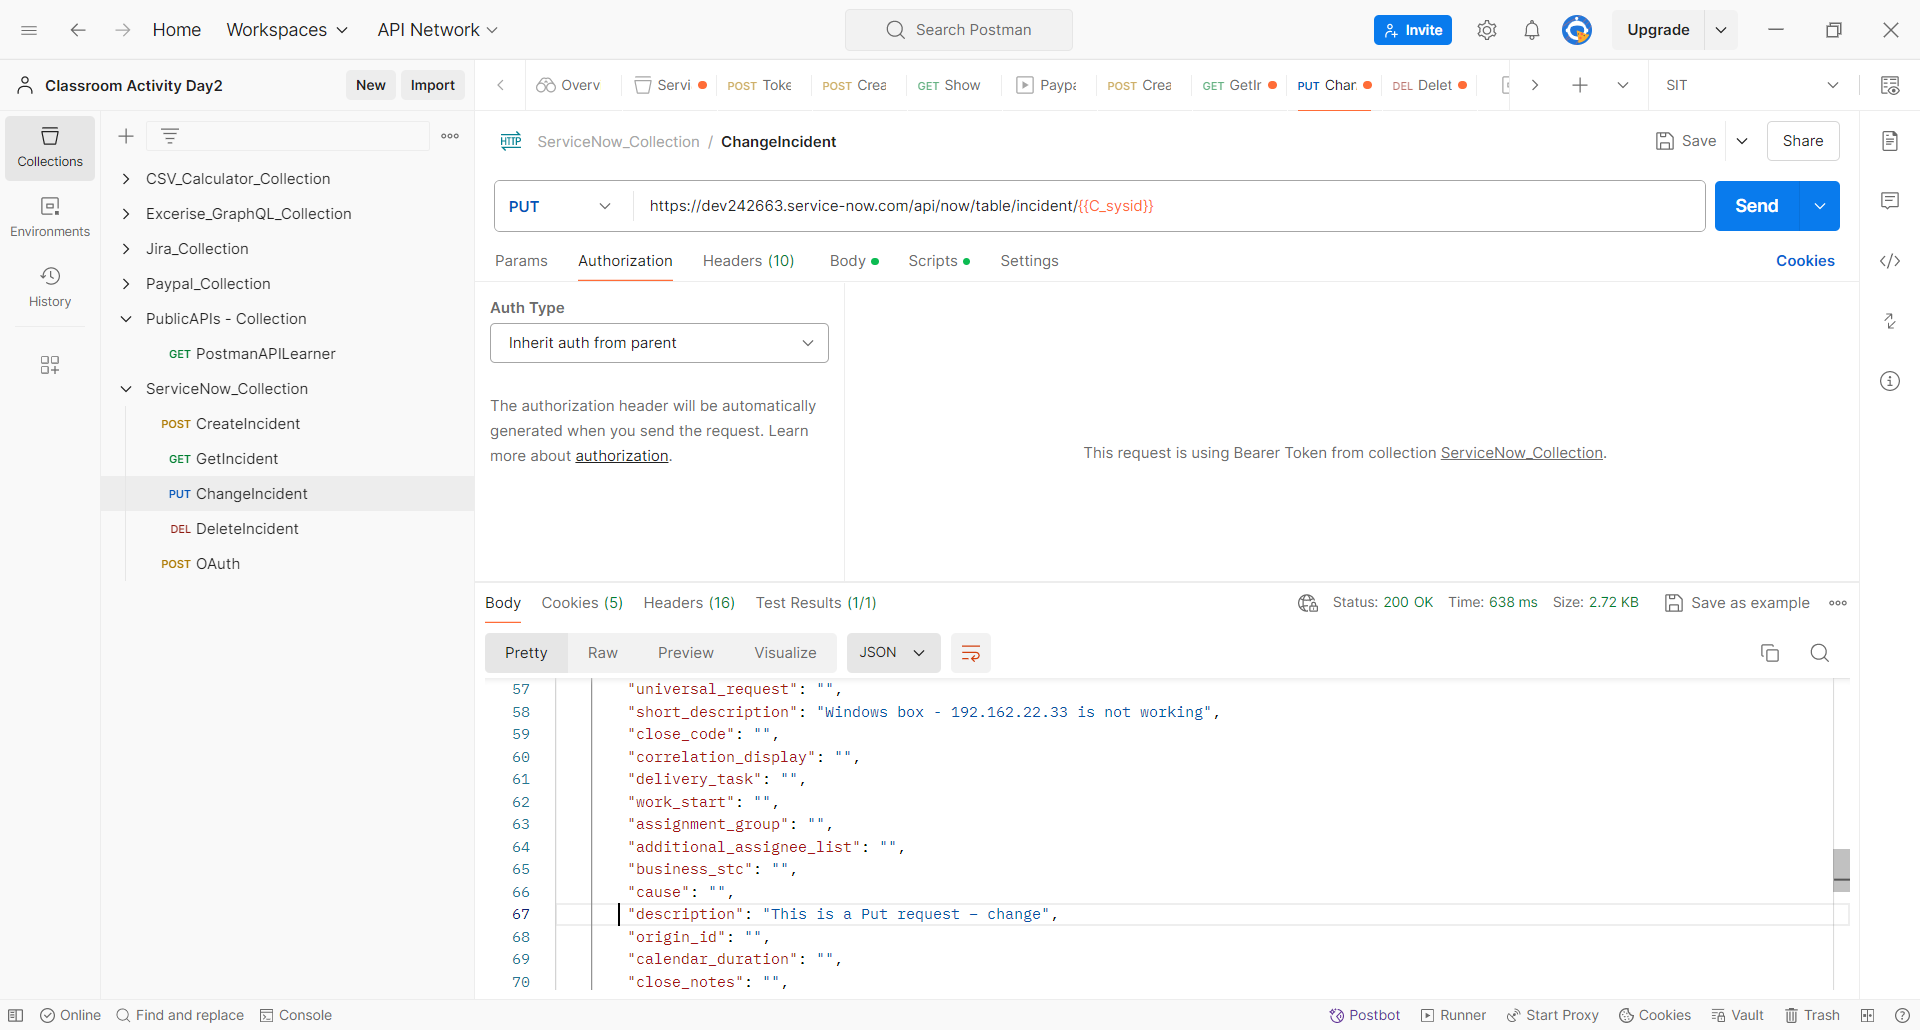 Home Workspaces API Network Search Postman Invite Upgrade
Classroom Activity Day2 New Import
Overv Servi POST Toke POST Crea GET Show Paypa POST Crea GET GetIr PUT Char DEL Delet SIT
Collections
Environments
History
CSV_Calculator_Collection
Excerise_GraphQL_Collection
Jira_Collection
Paypal_Collection
PublicAPIs - Collection
GET PostmanAPILearner
ServiceNow_Collection
POST CreateIncident
GET GetIncident
PUT ChangeIncident
DEL DeleteIncident
POST OAuth
HTTP ServiceNow_Collection / ChangeIncident Save Share
PUT https://dev242663.service-now.com/api/now/table/incident/{{C_sysid}} Send
Params Authorization Headers (10) Body Scripts Settings Cookies
Auth Type
Inherit auth from parent
The authorization header will be automatically
generated when you send the request. Learn
more about authorization.
This request is using Bearer Token from collection ServiceNow_Collection.
Body Cookies (5) Headers (16) Test Results (1/1) Status: 200 OK Time: 638 ms Size: 2.72 KB Save as example
Pretty Raw Preview Visualize JSON
57 "universal_request": "",
58 "short_description": "Windows box - 192.162.22.33 is not working",
59 "close_code": "",
60 "correlation_display": "",
61 "delivery_task": "",
62 "work_start": "",
63 "assignment_group": "",
64 "additional_assignee_list": "",
65 "business_stc": "",
66 "cause": "",
67 "description": "This is a Put request – change",
68 "origin_id": "",
69 "calendar_duration": "",
70 "close_notes": "",
Online Find and replace Console Postbot Runner Start Proxy Cookies Vault Trash